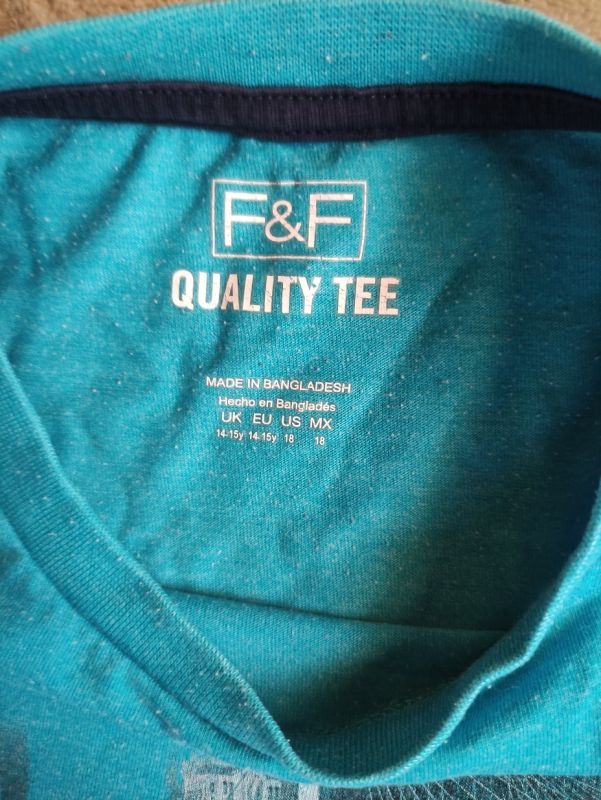 F&F
QUALITY TEE
MADE IN BANGLADESH
Hecho en Bangladés
UK EU US MX
14-15y 14-15y 18 18